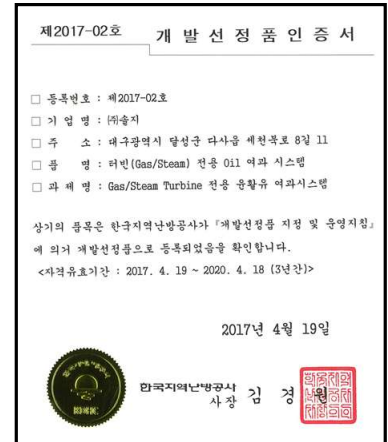 제2017-02호
개발선정품인증서
□ 등록번호 : 제2017-02호
□ 기업명 : ㈜솔지
□ 주 소 : 대구광역시 달성군 다사읍 세천북로 8길 11
□ 품 명 : 터빈(Gas/Steam) 전용 Oil 여과 시스템
□ 과제명 : Gas/Steam Turbine 전용 윤활유 여과시스템
상기의 품목은 한국지역난방공사가 『개발선정품 지정 및 운영지침』
에 의거 개발선정품으로 등록되었음을 확인합니다.
<자격유효기간 : 2017. 4. 19 ~ 2020. 4. 18 (3년간)>
2017년 4월 19일
한국지역난방공사
사장 김 경 원